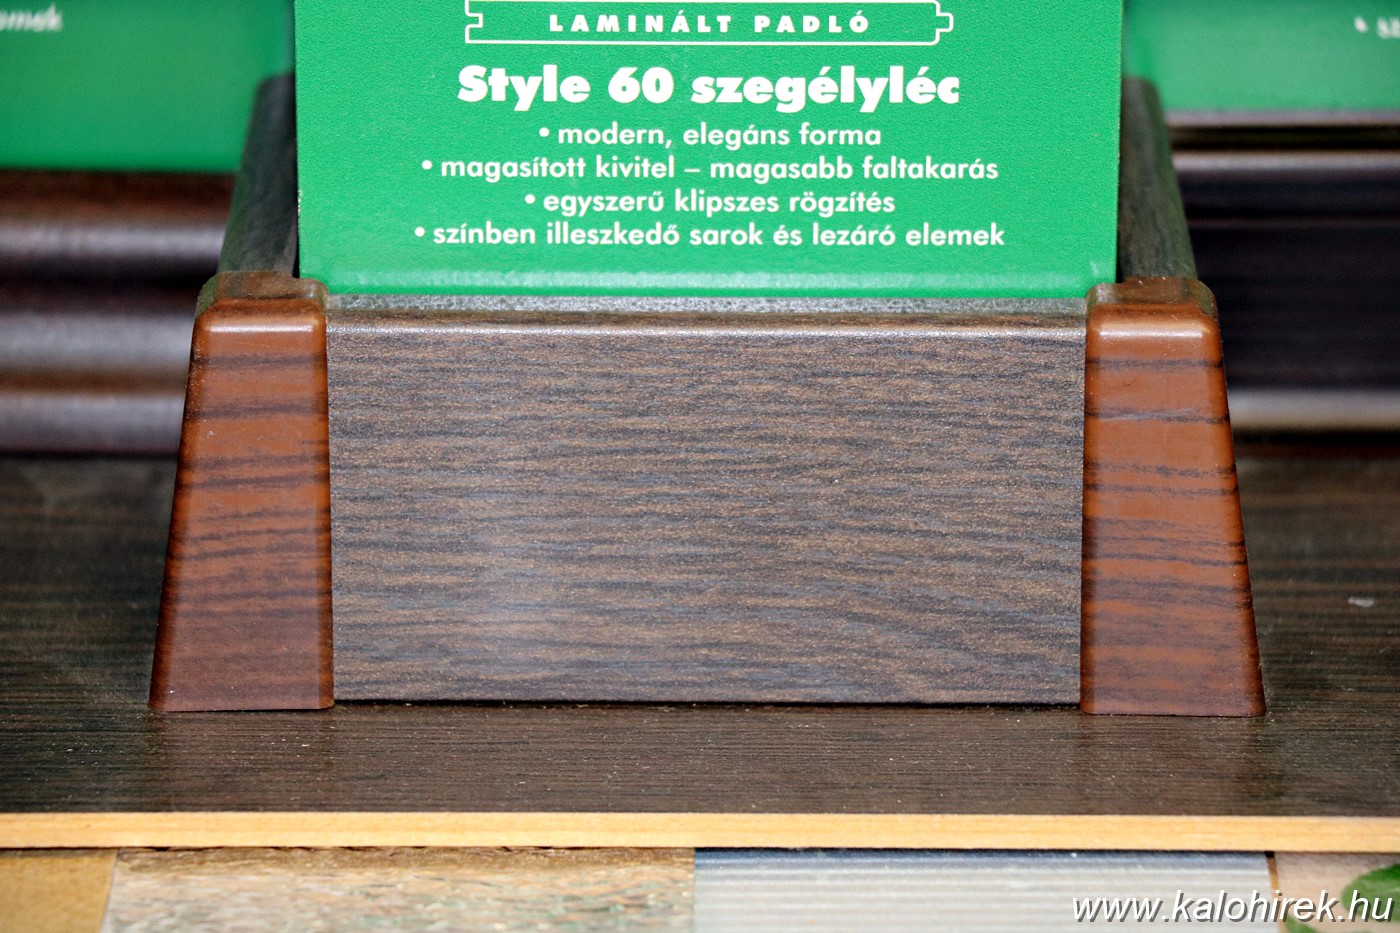 LAMINÁLT PADLÓ
Style 60 szegélyléc
• modern, elegáns forma
• magasított kivitel – magasabb faltakarás
• egyszerű klipszes rögzítés
• színben illeszkedő sarok és lezáró elemek
www.kalohirek.hu